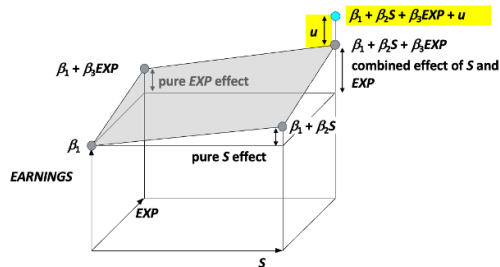 β1 + β2S + β3EXP + u
u
β1 + β2S + β3EXP
combined effect of S and
EXP
β1 + β3EXP
pure EXP effect
β1 + β2S
β1
pure S effect
EARNINGS
EXP
S